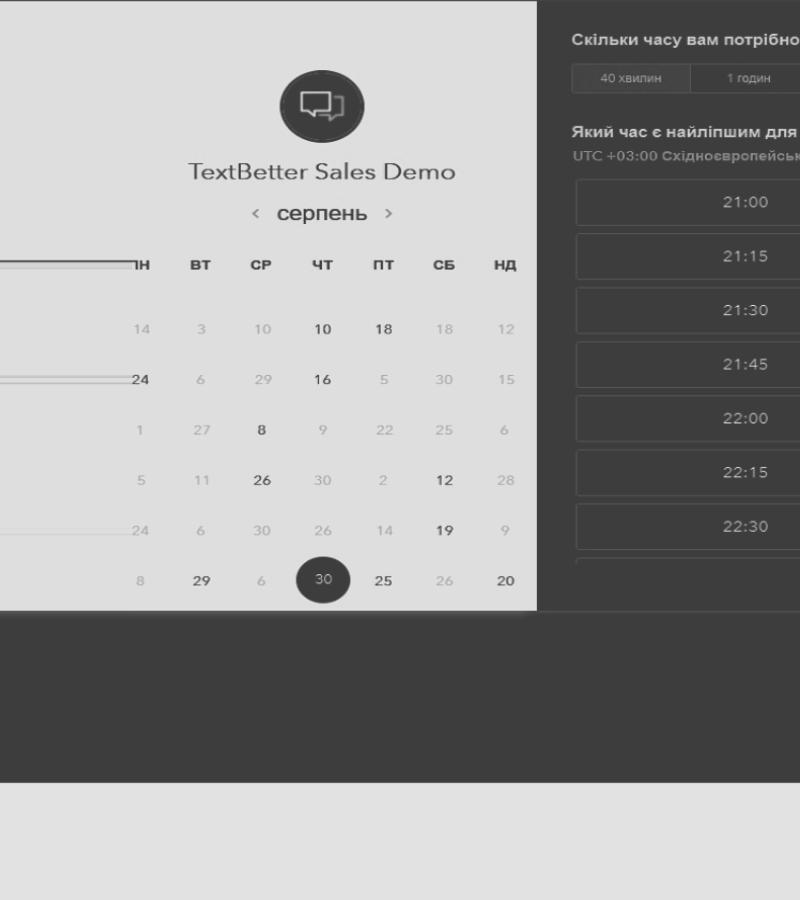 TextBetter Sales Demo
< серпень >
ВТ СР ЧТ ПТ СБ НД
14 3 10 10 18 18 12
24 6 29 16 5 30 15
1 27 8 9 22 25 6
5 11 26 30 2 12 28
24 6 30 26 14 19 9
8 29 6 30 25 26 20
Скільки часу вам потрібно
40 хвилин 1 годин
Який час є найліпшим для
UTC +03:00
21:00
21:15
21:30
21:45
22:00
22:15
22:30